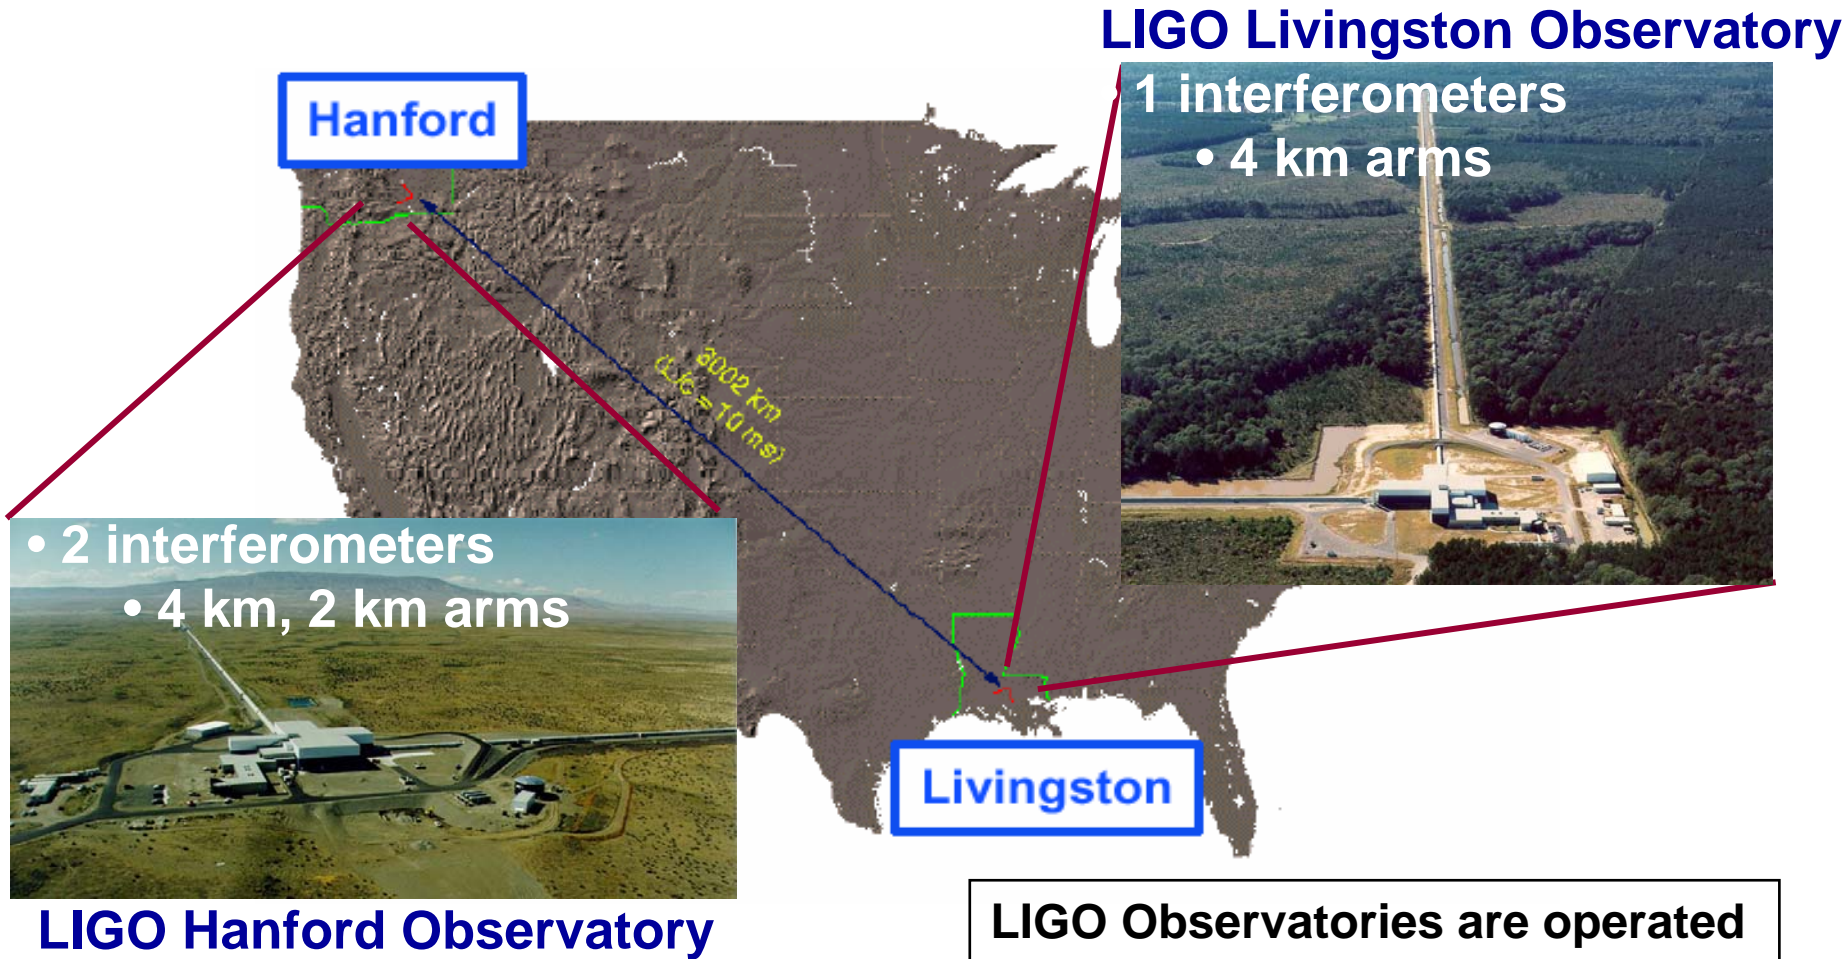 LIGO Livingston Observatory
Hanford
1 interferometers
• 4 km arms
3002 km
(L/c = 10 ms)
• 2 interferometers
• 4 km, 2 km arms
Livingston
LIGO Hanford Observatory
LIGO Observatories are operated